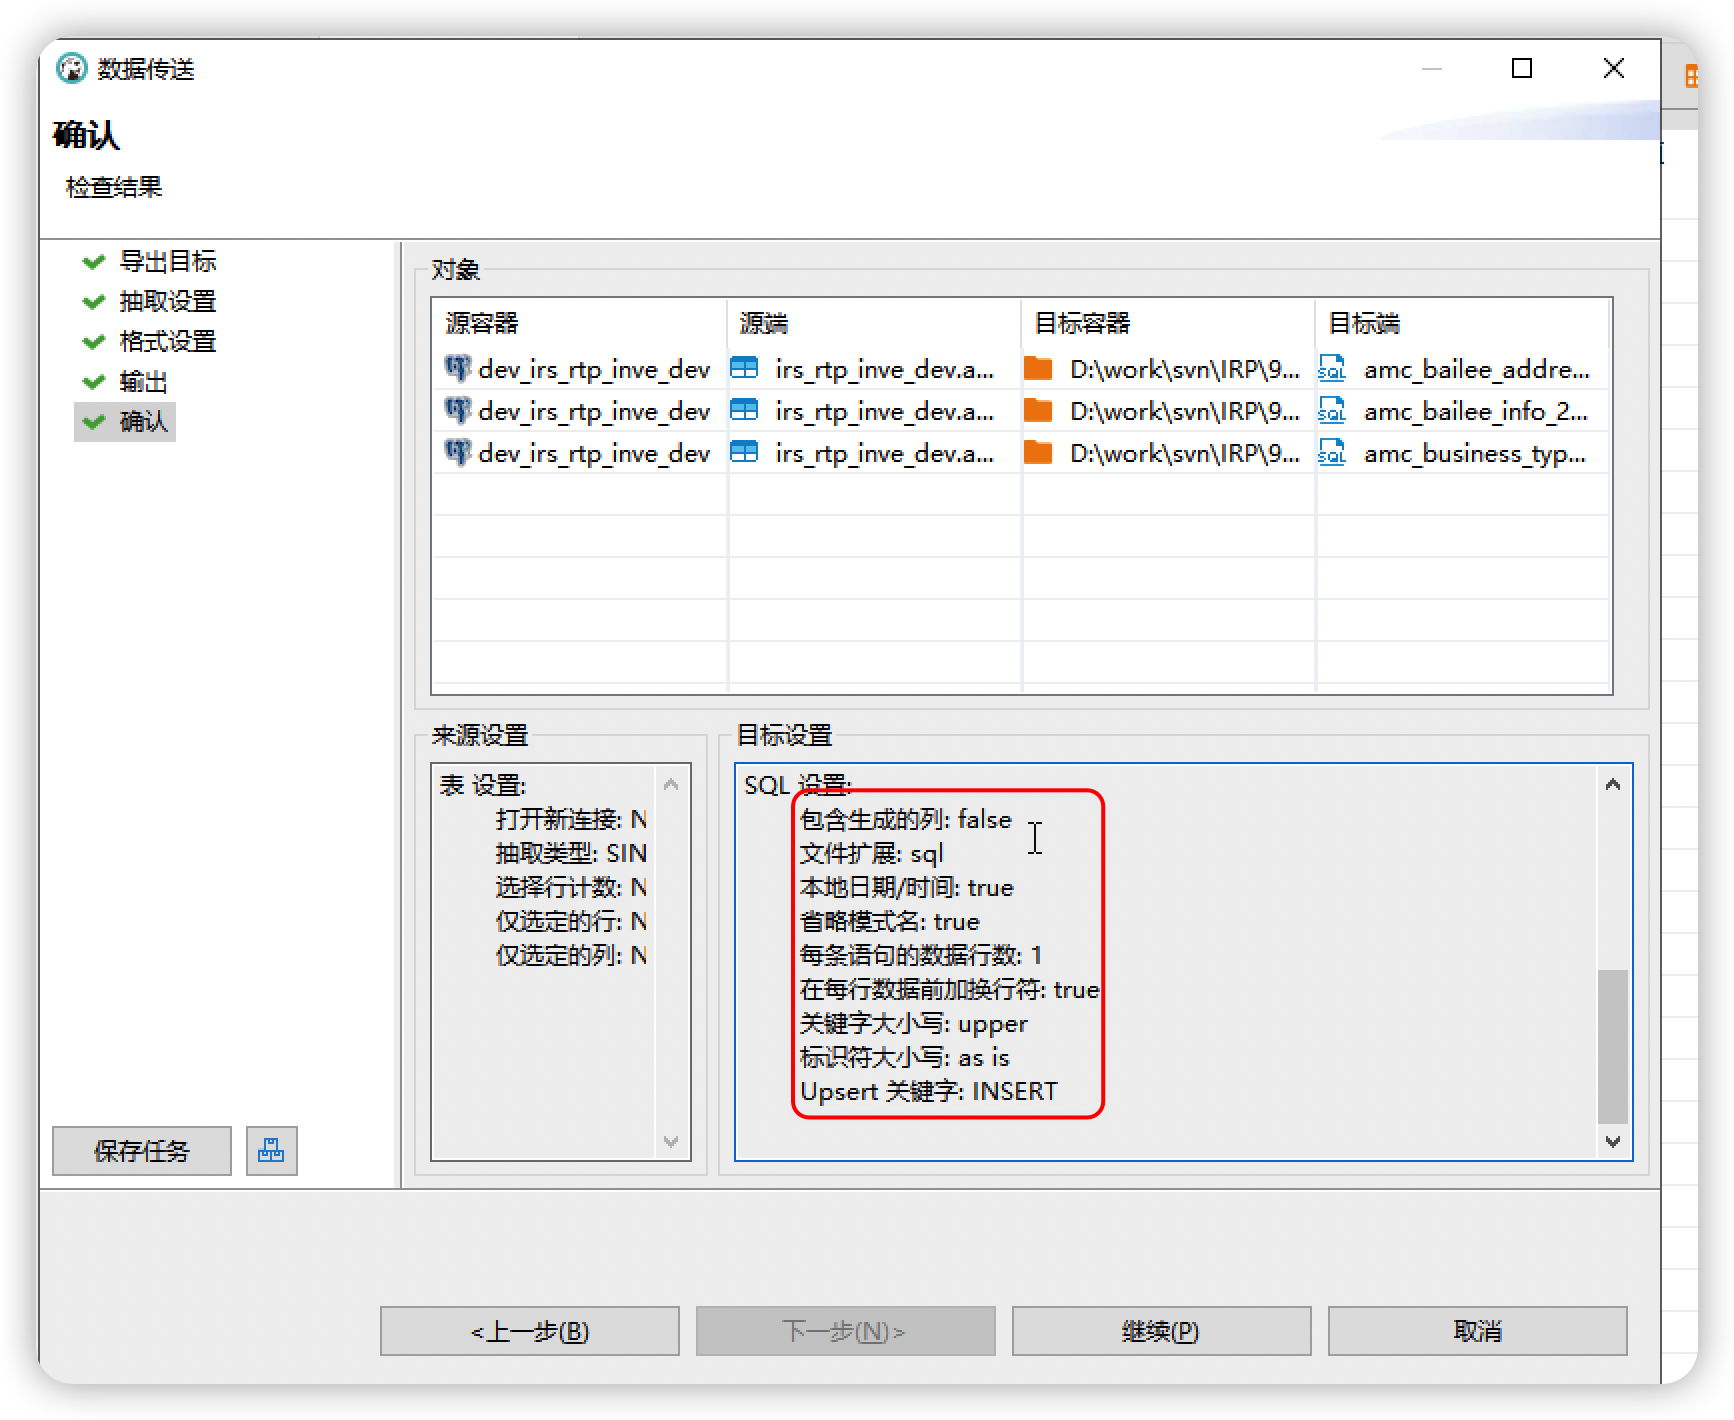 数据传送
确认
检查结果
导出目标
抽取设置
格式设置
输出
确认
对象
源容器 源端 目标容器 目标端
dev_irs_rtp_inve_dev irs_rtp_inve_dev.a... D:\work\svn\IRP\9... amc_bailee_addre...
dev_irs_rtp_inve_dev irs_rtp_inve_dev.a... D:\work\svn\IRP\9... amc_bailee_info_2...
dev_irs_rtp_inve_dev irs_rtp_inve_dev.a... D:\work\svn\IRP\9... amc_business_typ...
来源设置
表 设置:
打开新连接: N
抽取类型: SIN
选择行计数: N
仅选定的行: N
仅选定的列: N
目标设置
SQL 设置:
包含生成的列: false
文件扩展: sql
本地日期/时间: true
省略模式名: true
每条语句的数据行数: 1
在每行数据前加换行符: true
关键字大小写: upper
标识符大小写: as is
Upsert 关键字: INSERT
保存任务
<上一步(B) 下一步(N)> 继续(P) 取消